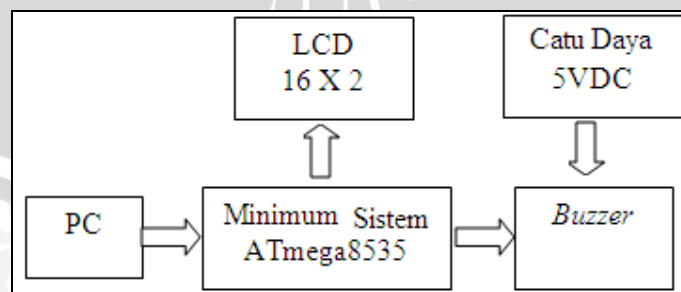 LCD
16 X 2
Catu Daya
5VDC
PC
Minimum Sistem
ATmega8535
Buzzer